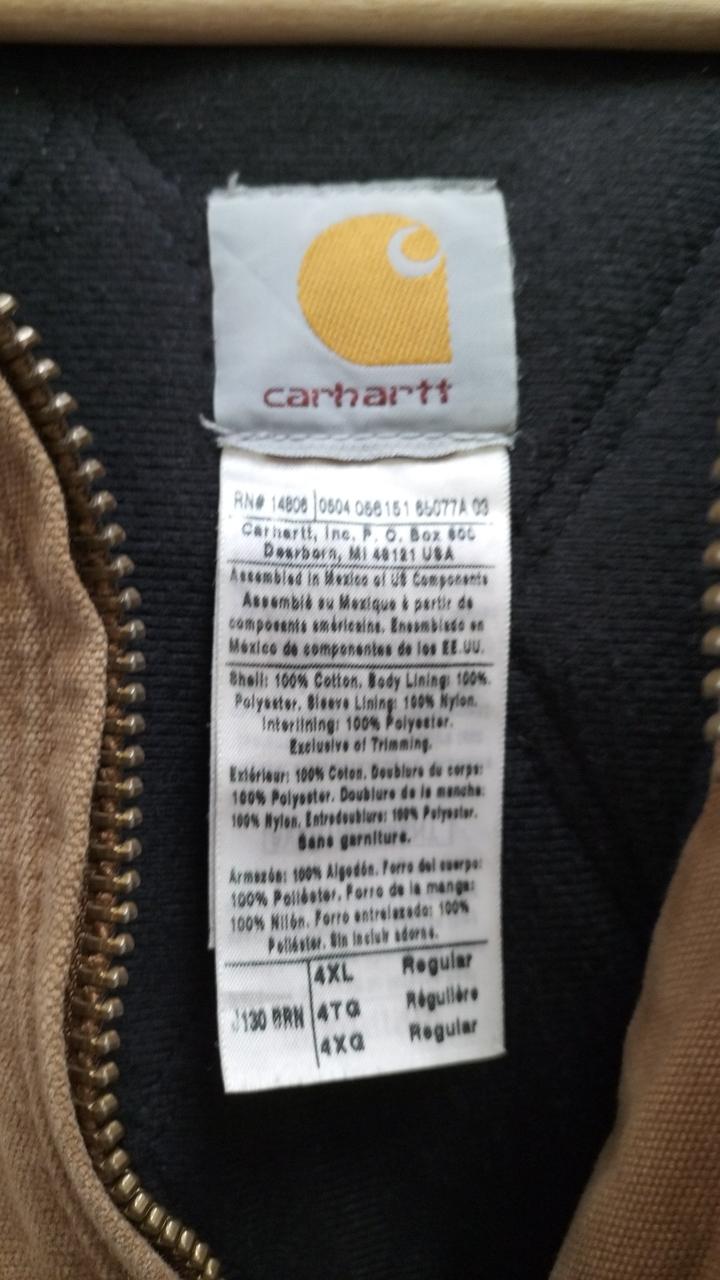 carhartt
RN# 14806 0504 056151 65077A 03
Carhartt, Inc. P. O. Box 600
Dearborn, MI 48121 USA
Assembled in Mexico of US Components
Assemblé au Mexique à partir de
composants américains. Ensamblado en
México de componentes de los EE.UU.
Shell: 100% Cotton. Body Lining: 100%
Polyester. Sleeve Lining: 100% Nylon.
Interlining: 100% Polyester.
Exclusive of Trimming.
Extérieur: 100% Coton. Doublure du corps:
100% Polyester. Doublure de la manche:
100% Nylon. Entredoublure: 100% Polyester.
Sans garniture.
Armazón: 100% Algodón. Forro del cuerpo:
100% Poliéster. Forro de la manga:
100% Nilón. Forro entrelazado: 100%
Poliéster. Sin incluir adorno.
J130 BRN
4XL Regular
4TG Régulière
4XG Regular